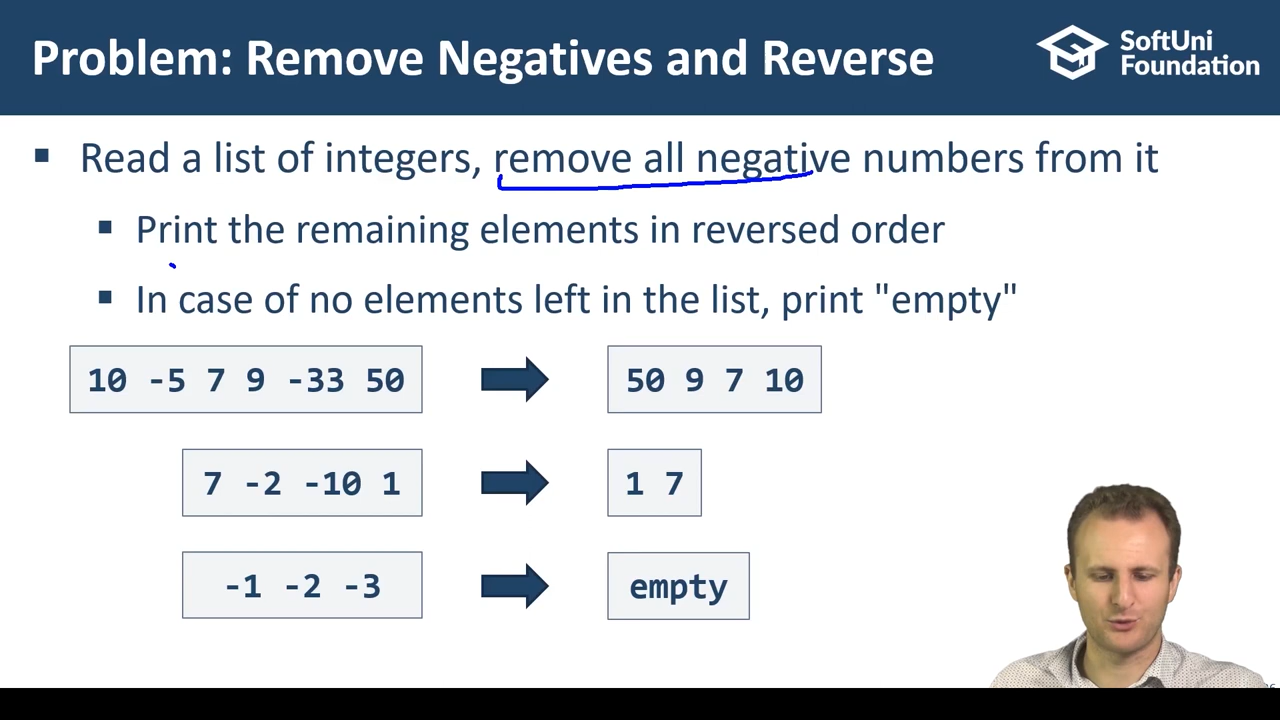 Problem: Remove Negatives and Reverse
SoftUni
Foundation
Read a list of integers, remove all negative numbers from it
Print the remaining elements in reversed order
In case of no elements left in the list, print "empty"
10 -5 7 9 -33 50
50 9 7 10
7 -2 -10 1
1 7
-1 -2 -3
empty